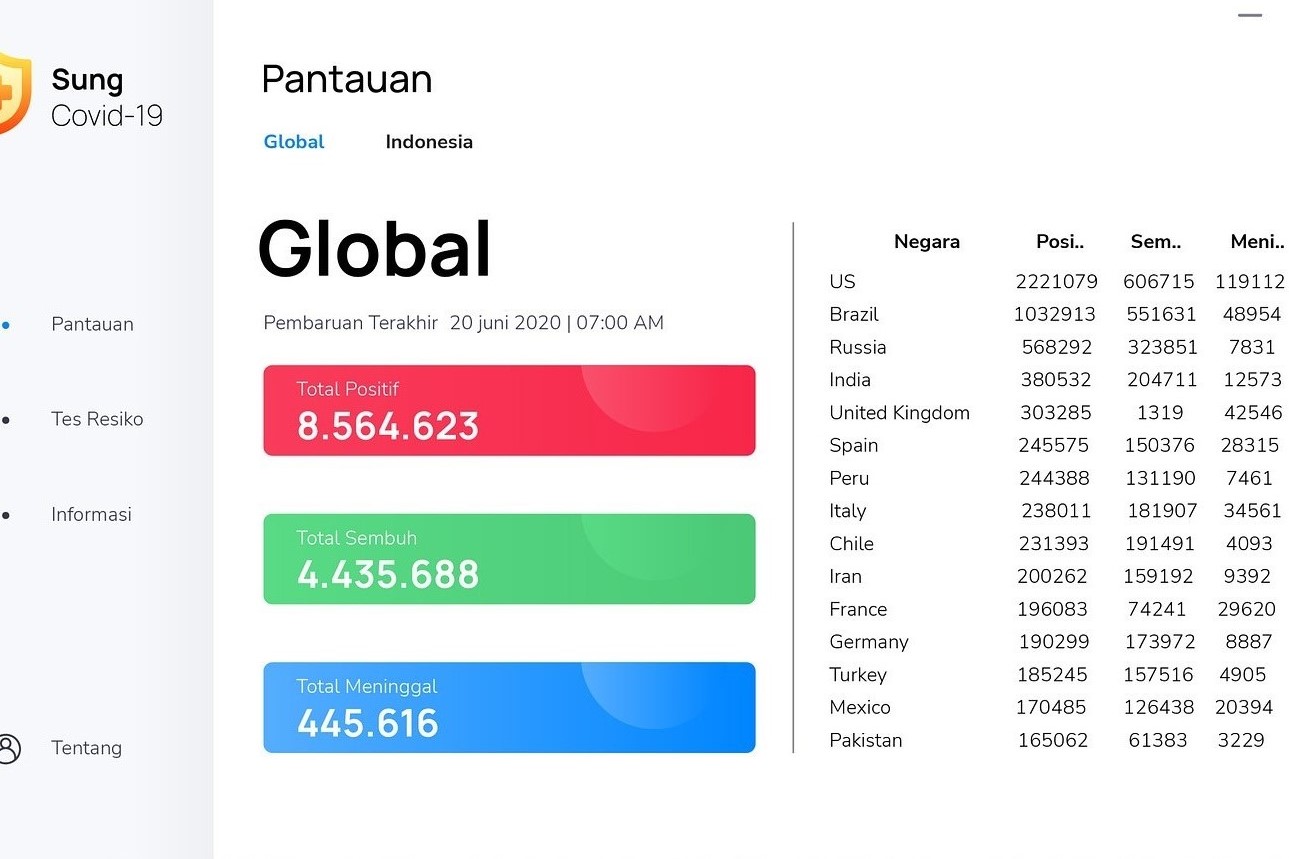 Sung
Covid-19
Pantauan
Tes Resiko
Informasi
Tentang
Pantauan
Global Indonesia
Global
Pembaruan Terakhir 20 juni 2020 | 07:00 AM
Total Positif
8.564.623
Total Sembuh
4.435.688
Total Meninggal
445.616
Negara Posi.. Sem.. Meni..
US 2221079 606715 119112
Brazil 1032913 551631 48954
Russia 568292 323851 7831
India 380532 204711 12573
United Kingdom 303285 1319 42546
Spain 245575 150376 28315
Peru 244388 131190 7461
Italy 238011 181907 34561
Chile 231393 191491 4093
Iran 200262 159192 9392
France 196083 74241 29620
Germany 190299 173972 8887
Turkey 185245 157516 4905
Mexico 170485 126438 20394
Pakistan 165062 61383 3229